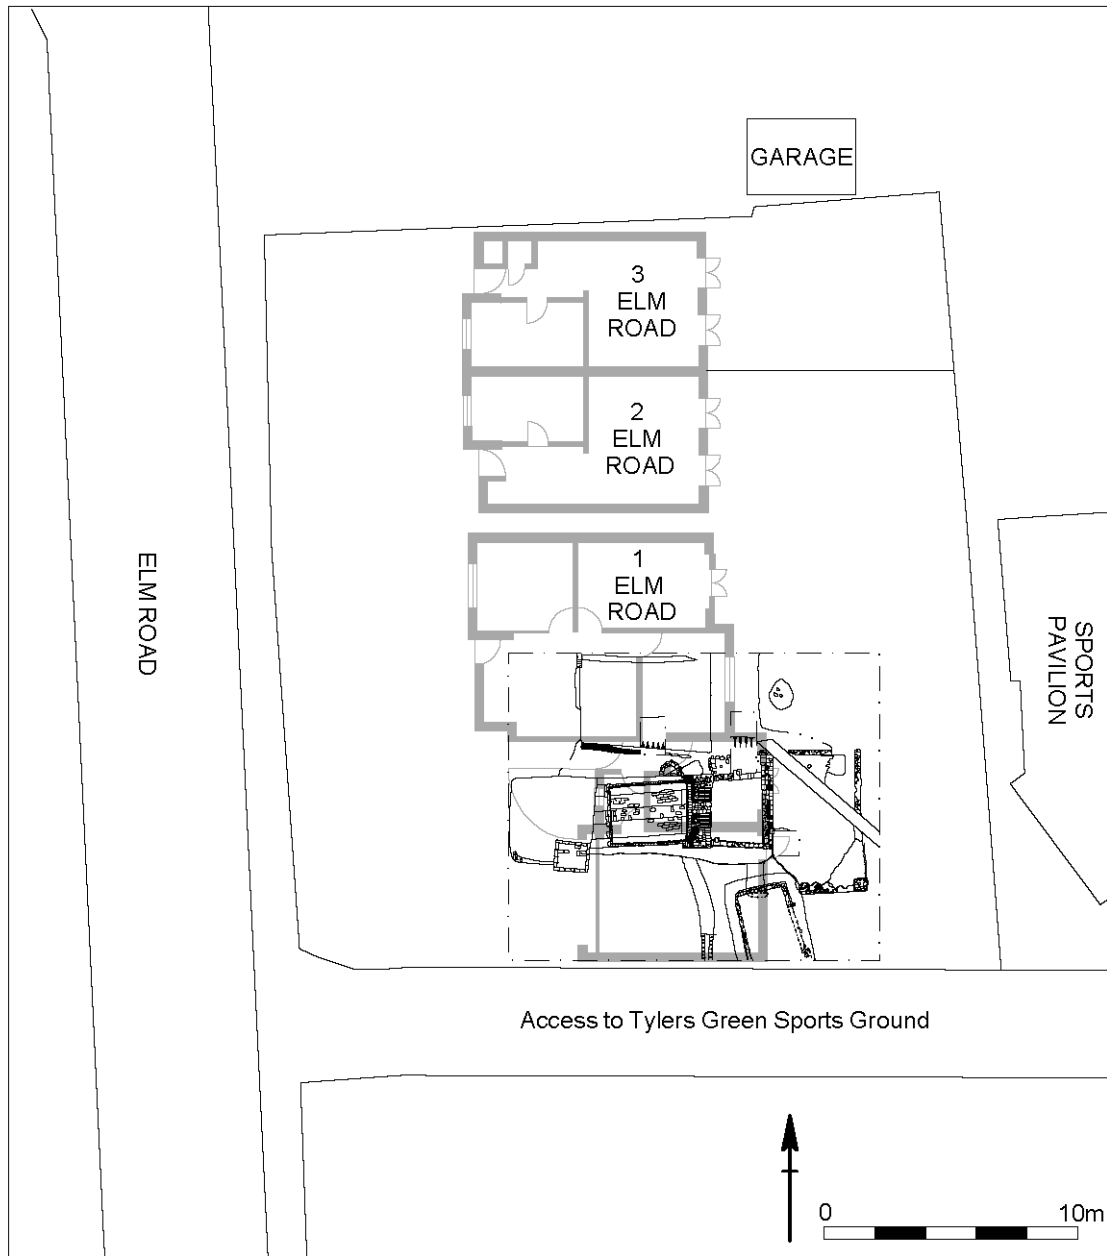 GARAGE
3
ELM
ROAD
2
ELM
ROAD
1
ELM
ROAD
ELM ROAD
SPORTS
PAVILION
Access to Tylers Green Sports Ground
0 10m